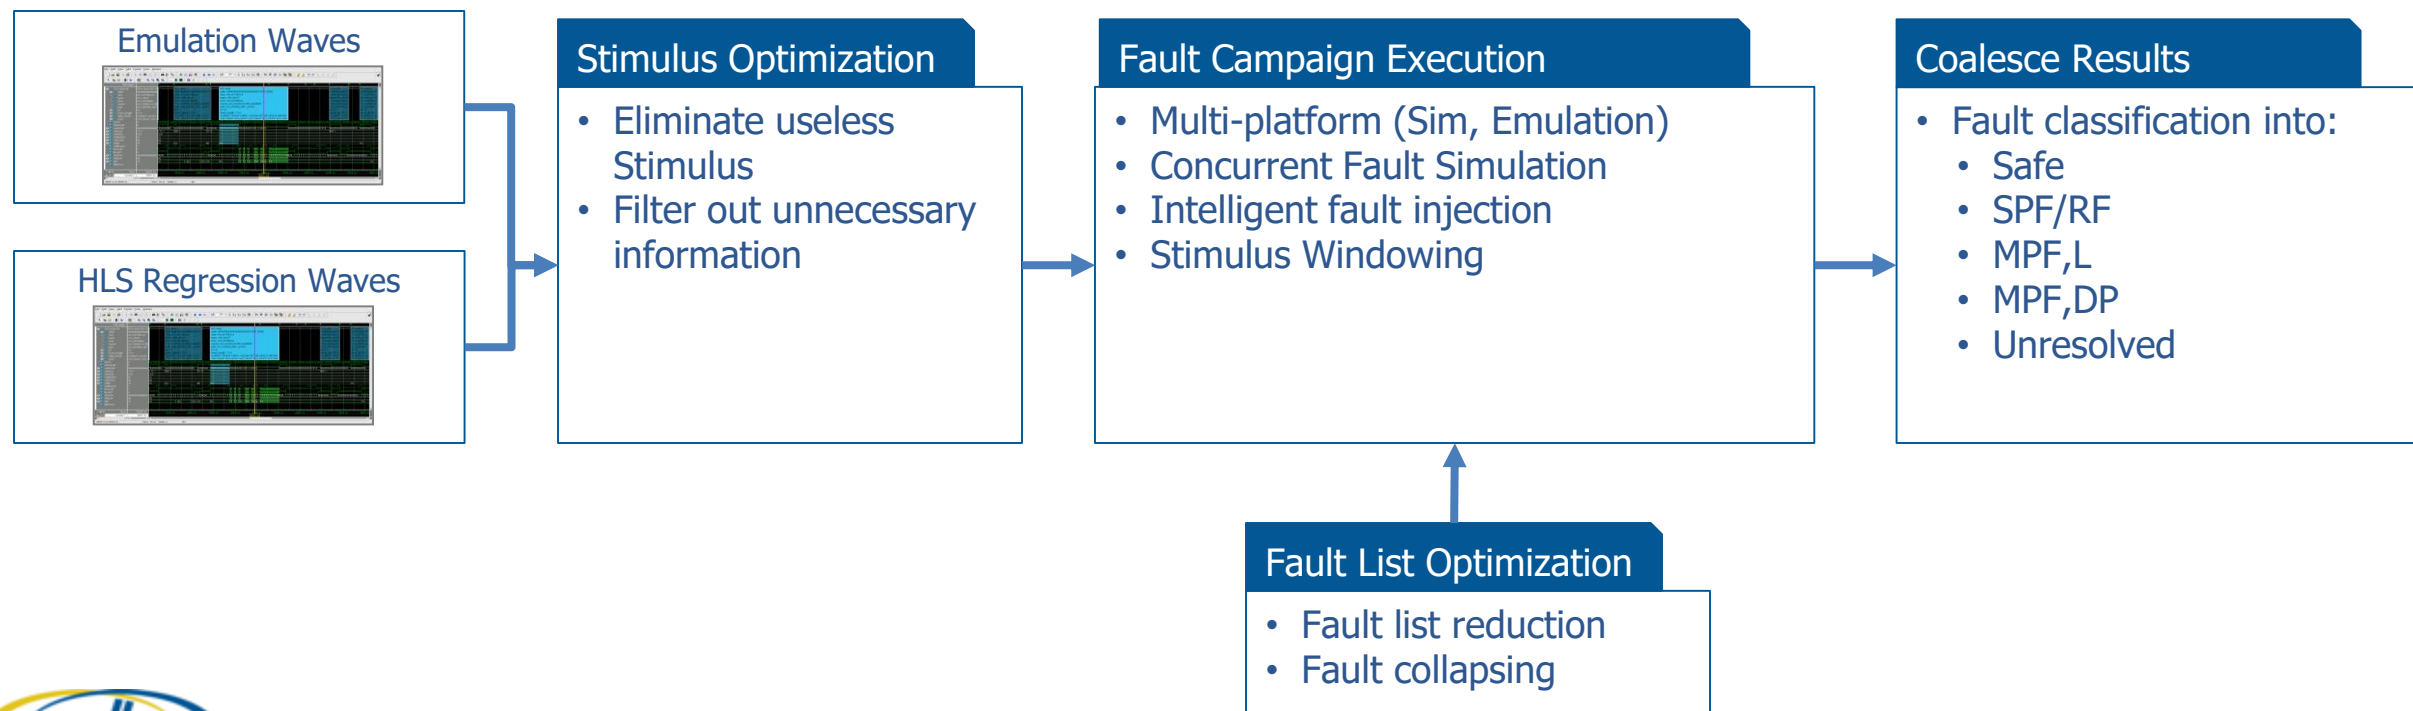 Emulation Waves
HLS Regression Waves
Stimulus Optimization
• Eliminate useless
Stimulus
• Filter out unnecessary
information
Fault Campaign Execution
• Multi-platform (Sim, Emulation)
• Concurrent Fault Simulation
• Intelligent fault injection
• Stimulus Windowing
Coalesce Results
• Fault classification into:
• Safe
• SPF/RF
• MPF,L
• MPF,DP
• Unresolved
Fault List Optimization
• Fault list reduction
• Fault collapsing